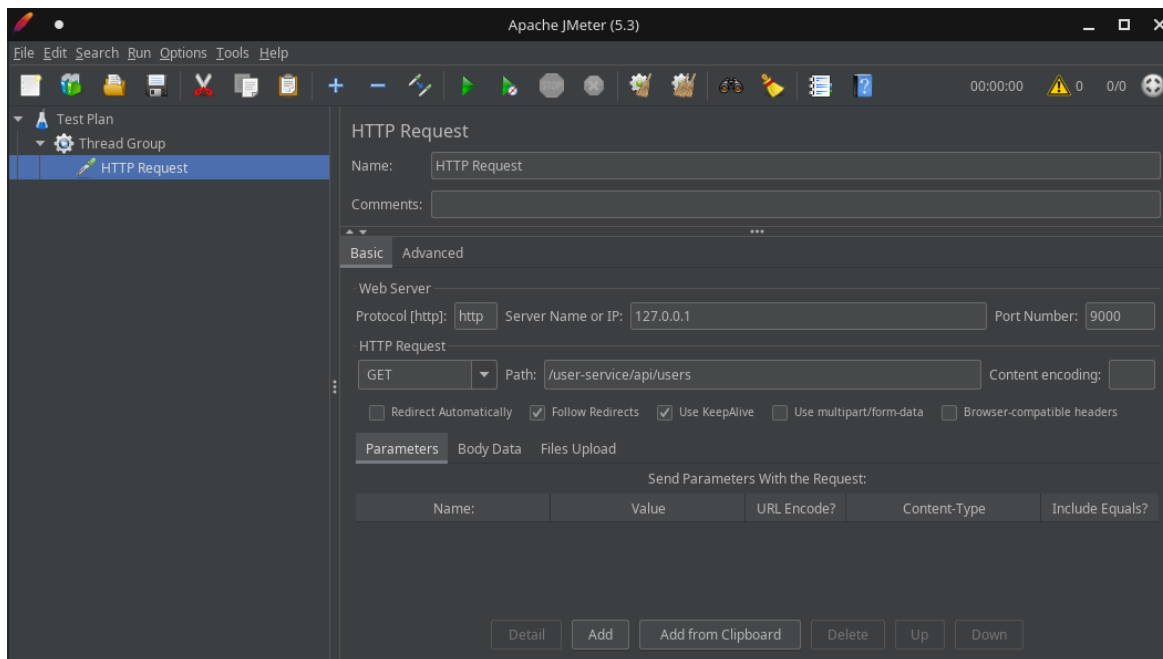 Apache JMeter (5.3)
File Edit Search Run Options Tools Help
STOP 00:00:00 0 0/0
Test Plan
Thread Group
HTTP Request
HTTP Request
Name: HTTP Request
Comments:
Basic Advanced
Web Server
Protocol [http]: http Server Name or IP: 127.0.0.1 Port Number: 9000
HTTP Request
GET Path: /user-service/api/users Content encoding:
Redirect Automatically Follow Redirects Use KeepAlive Use multipart/form-data Browser-compatible headers
Parameters Body Data Files Upload
Send Parameters With the Request:
Name: Value URL Encode? Content-Type Include Equals?
Detail Add Add from Clipboard Delete Up Down